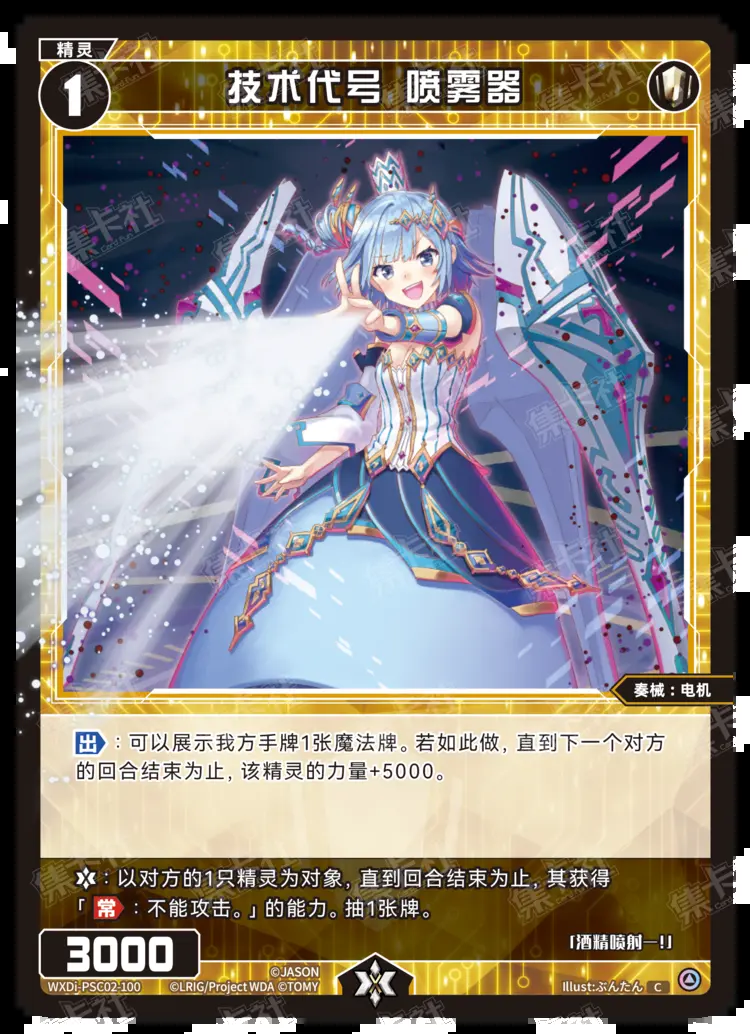 精灵
1
技术代号 喷雾器
奏械：电机
出：可以展示我方手牌1张魔法牌。若如此做，直到下一个对方
的回合结束为止，该精灵的力量+5000。
：以对方的1只精灵为对象，直到回合结束为止，其获得
「常：不能攻击。」的能力。抽1张牌。
「酒精喷射—!」
3000
©JASON
WXDi-PSC02-100 ©LRIG/Project WDA ©TOMY
Illust:ぶんたん C
集卡社